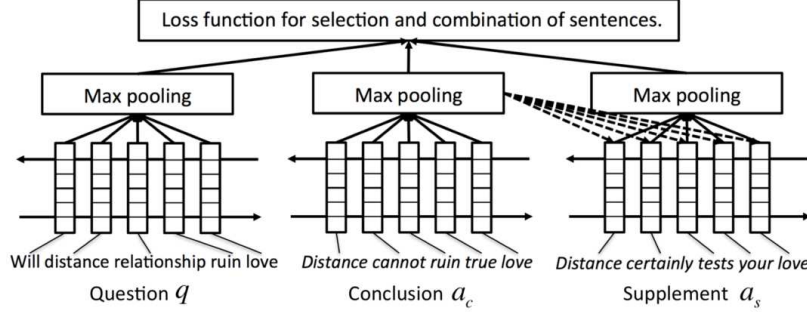 Loss function for selection and combination of sentences.
Max pooling Max pooling Max pooling
Will distance relationship ruin love Distance cannot ruin true love Distance certainly tests your love
Question q Conclusion a_c Supplement a_s